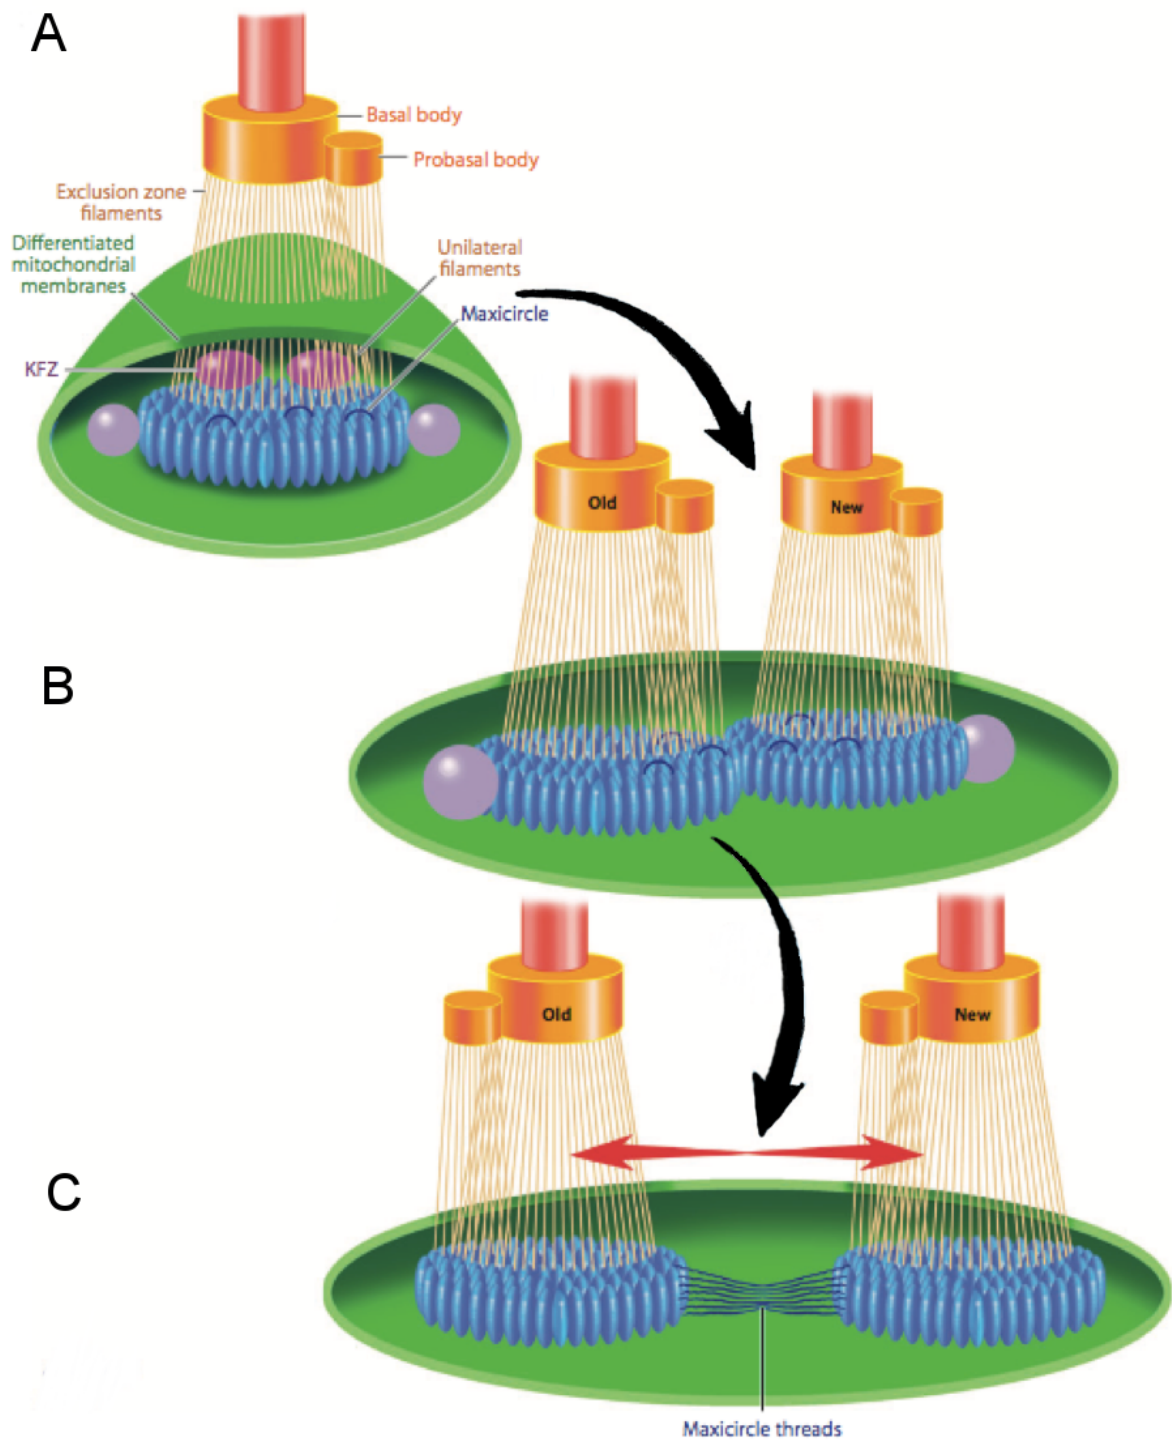 A
Basal body
Probasal body
Exclusion zone
filaments
Differentiated
mitochondrial
membranes
Unilateral
filaments
Maxicircle
KFZ
Old
New
B
Old
New
C
Maxicircle threads